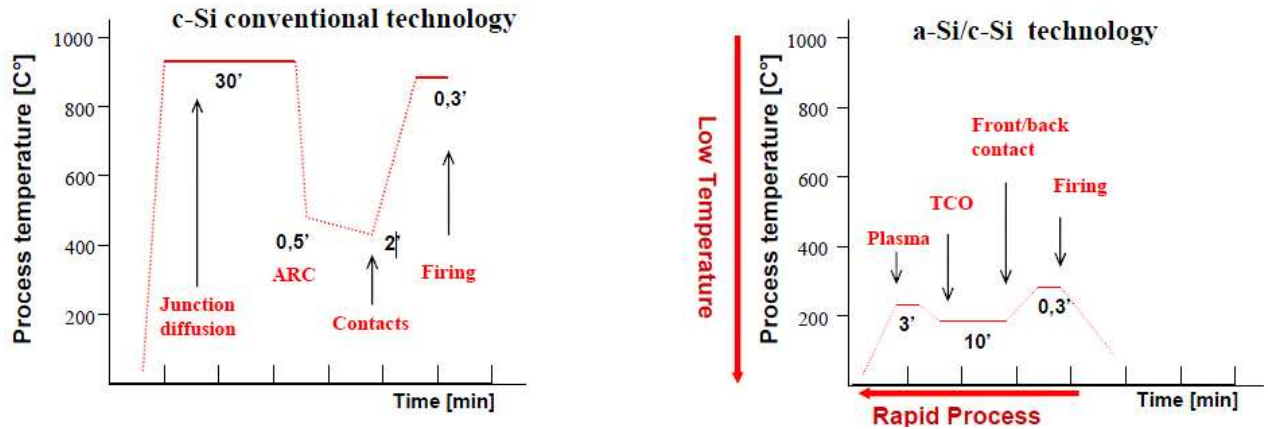 c-Si conventional technology
Process temperature [C°]
1000
800
600
400
200
30’
0,3’
0,5’
2’
ARC
Firing
Junction
diffusion
Contacts
Time [min]
Low Temperature
a-Si/c-Si technology
Process temperature [C°]
1000
800
600
400
200
Front/back
contact
TCO
Firing
Plasma
3’
10’
0,3’
Time [min]
Rapid Process